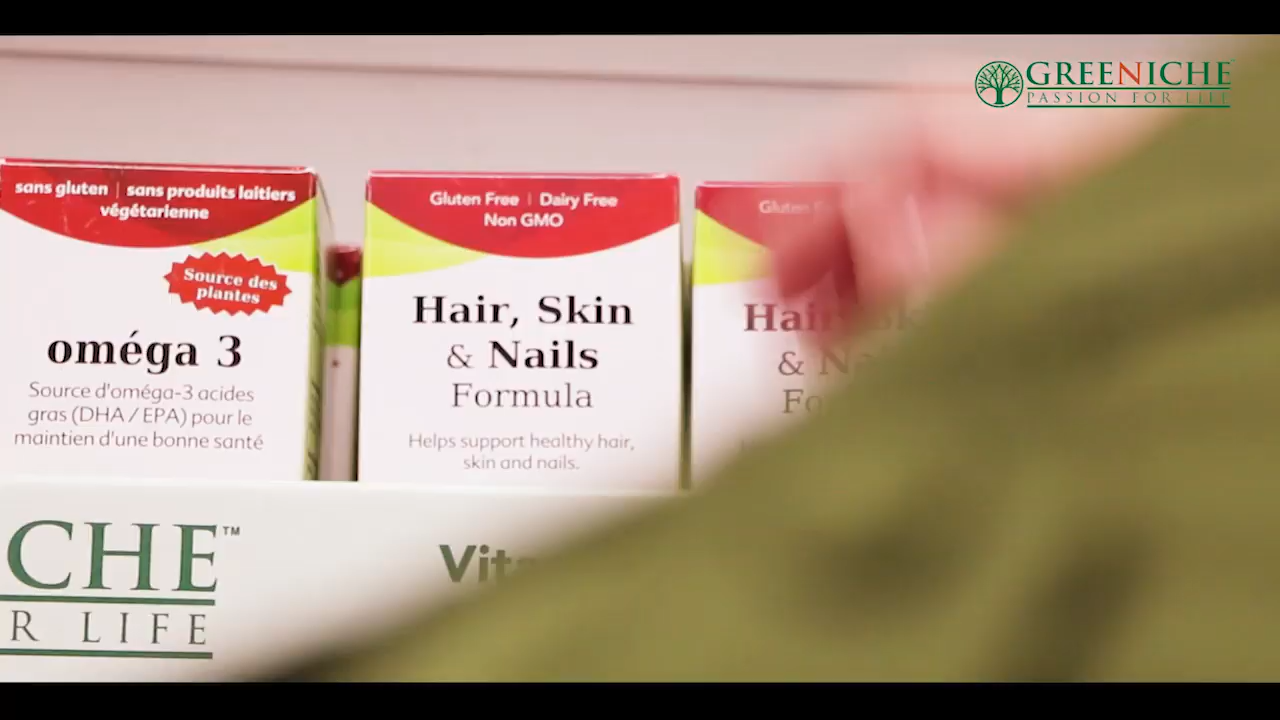 GREENICHE
PASSION FOR LIFE
sans gluten | sans produits laitiers
végétarienne
Source des
plantes
oméga 3
Source d'oméga-3 acides
gras (DHA / EPA) pour le
maintien d'une bonne santé
Gluten Free | Dairy Free
Non GMO
Hair, Skin
& Nails
Formula
Helps support healthy hair,
skin and nails.
Gluten
Hair,
&
CHE™
R LIFE